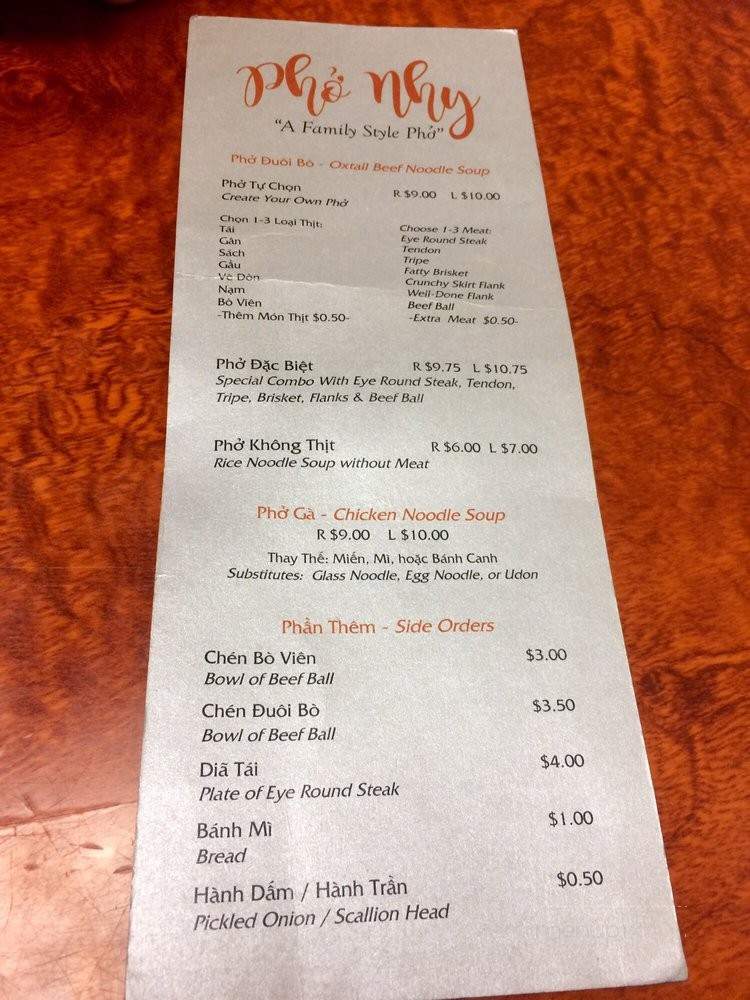 Phở Nhy
"A Family Style Phở"
Phở Đuôi Bò - Oxtail Beef Noodle Soup
Phở Tự Chọn R $9.00 L $10.00
Create Your Own Phở
Chọn 1-3 Loại Thịt:
Tái
Gân
Sách
Gầu
Vè Dòn
Nạm
Bò Viên
-Thêm Món Thịt $0.50-
Choose 1-3 Meat:
Eye Round Steak
Tendon
Tripe
Fatty Brisket
Crunchy Skirt Flank
Well-Done Flank
Beef Ball
-Extra Meat $0.50-
Phở Đặc Biệt R $9.75 L $10.75
Special Combo With Eye Round Steak, Tendon,
Tripe, Brisket, Flanks & Beef Ball
Phở Không Thịt R $6.00 L $7.00
Rice Noodle Soup without Meat
Phở Gà - Chicken Noodle Soup
R $9.00 L $10.00
Thay Thế: Miến, Mì, hoặc Bánh Canh
Substitutes: Glass Noodle, Egg Noodle, or Udon
Phần Thêm - Side Orders
Chén Bò Viên $3.00
Bowl of Beef Ball
Chén Đuôi Bò $3.50
Bowl of Beef Ball
Diã Tái $4.00
Plate of Eye Round Steak
Bánh Mì $1.00
Bread
Hành Dấm / Hành Trần $0.50
Pickled Onion / Scallion Head